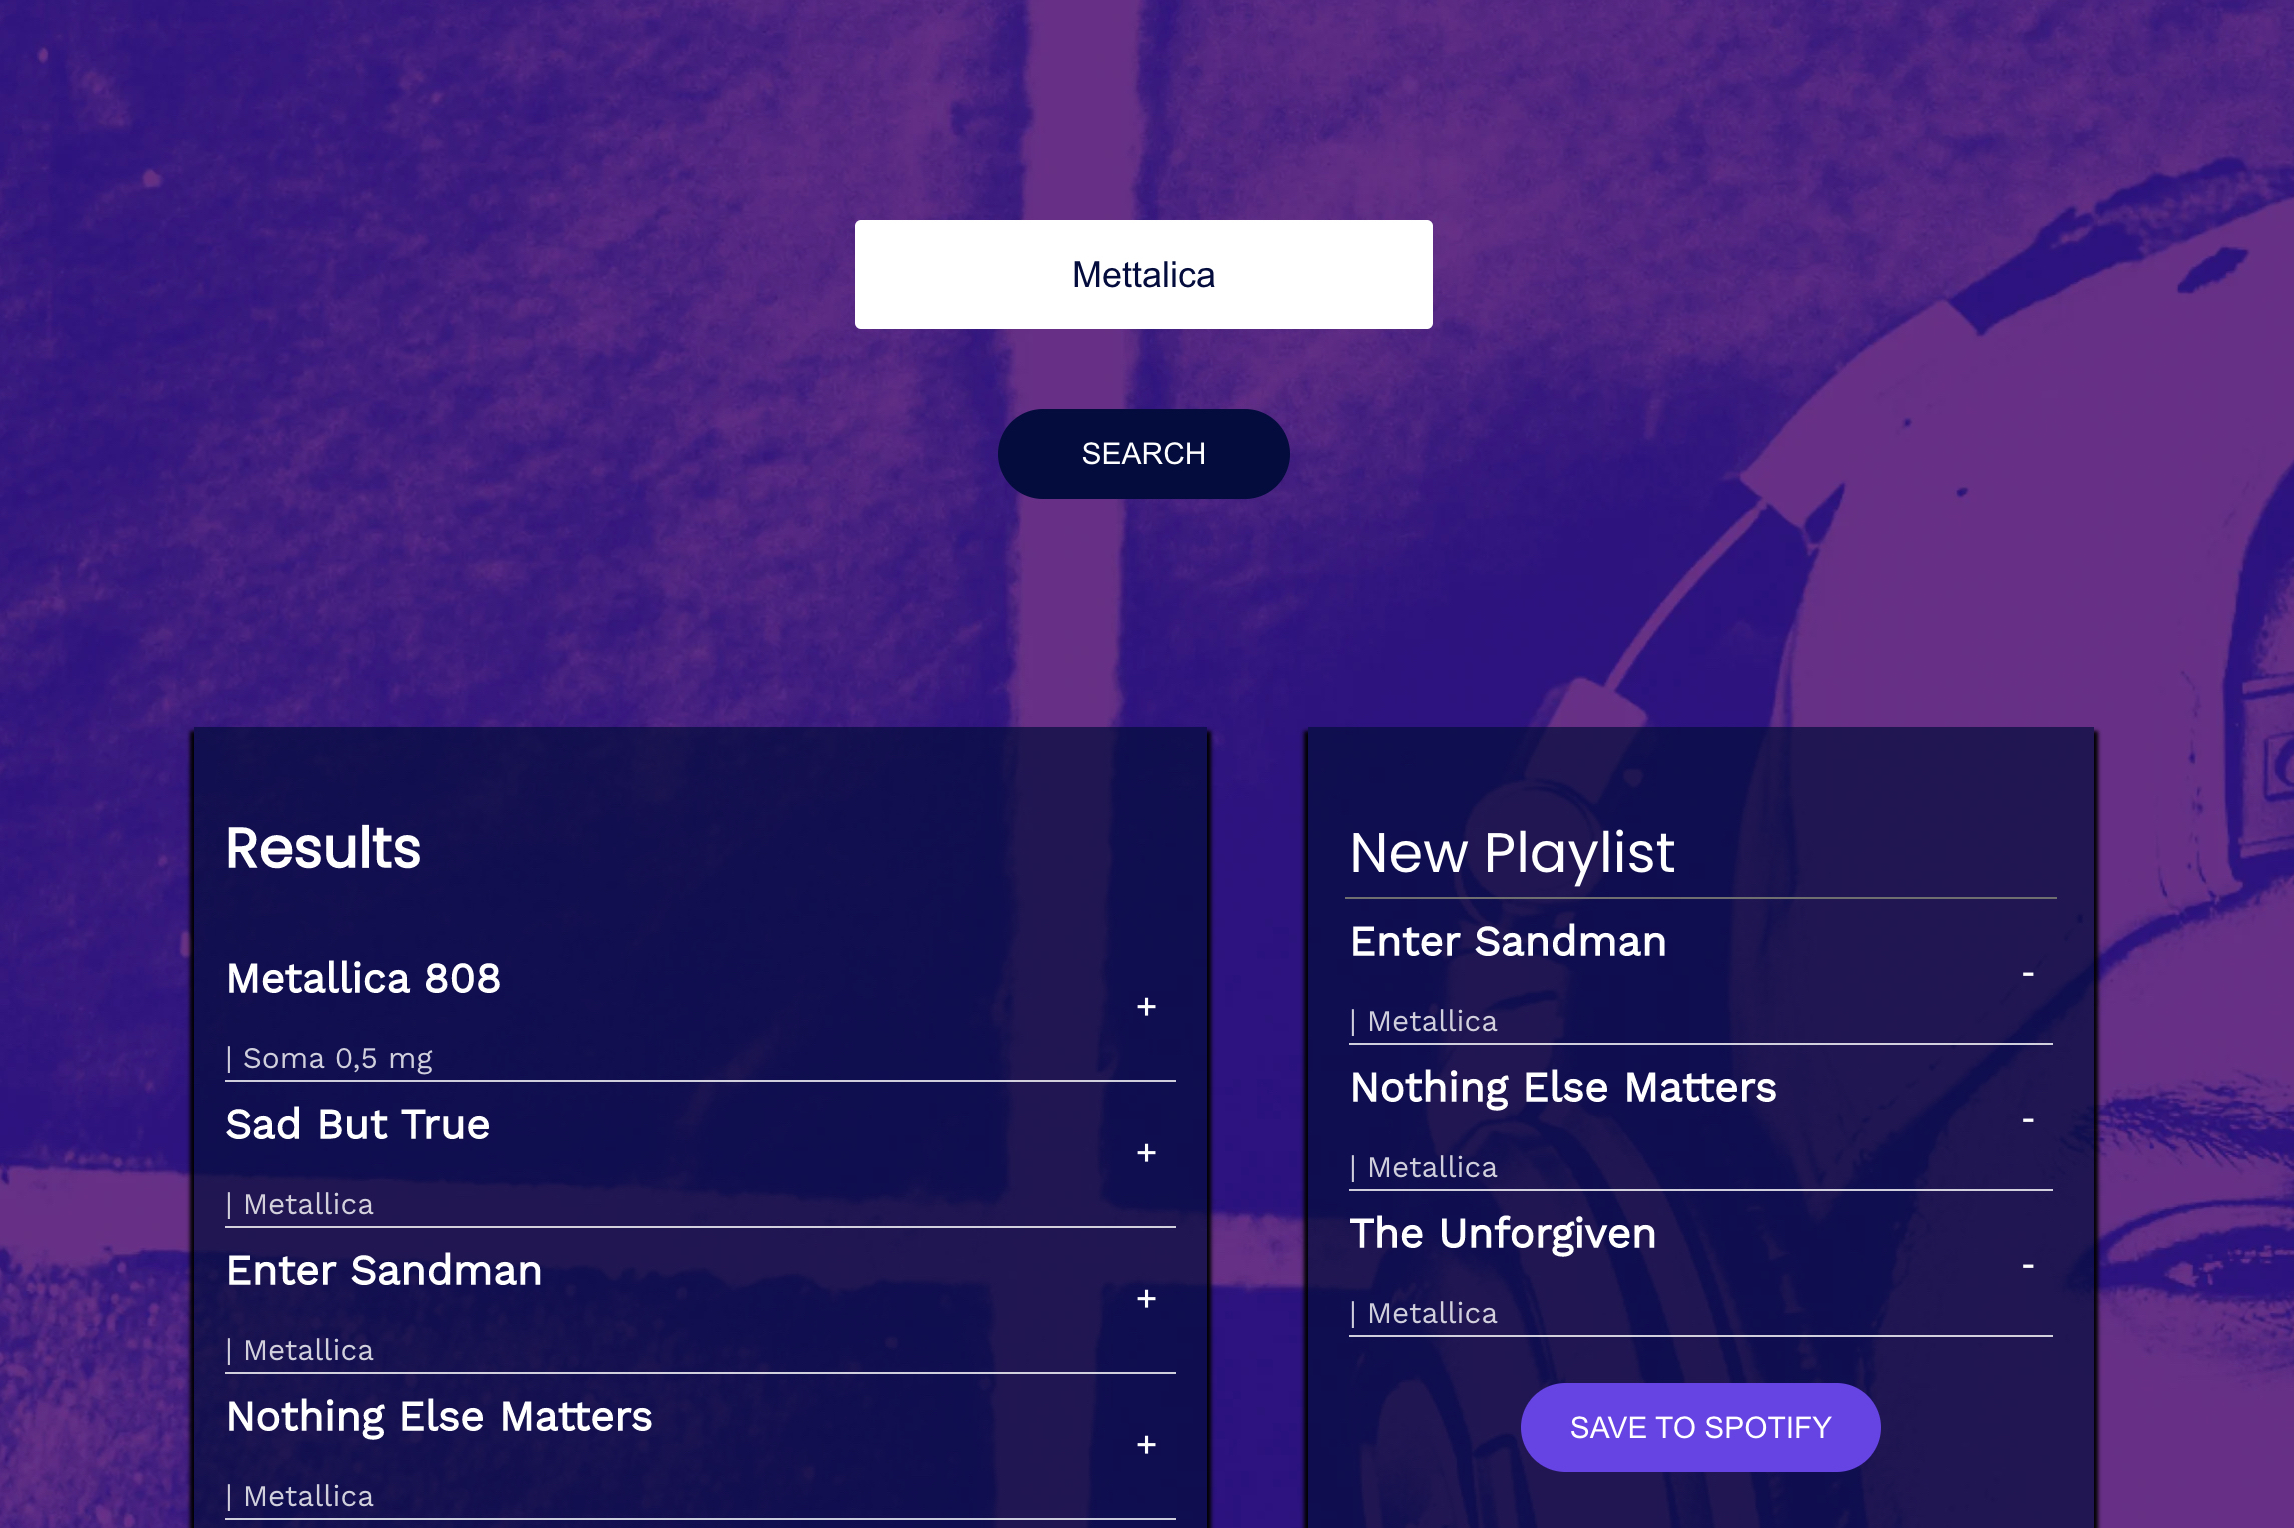 Mettalica
SEARCH
Results
Metallica 808
+
| Soma 0,5 mg
Sad But True
+
| Metallica
Enter Sandman
+
| Metallica
Nothing Else Matters
+
| Metallica
New Playlist
Enter Sandman
-
| Metallica
Nothing Else Matters
-
| Metallica
The Unforgiven
-
| Metallica
SAVE TO SPOTIFY